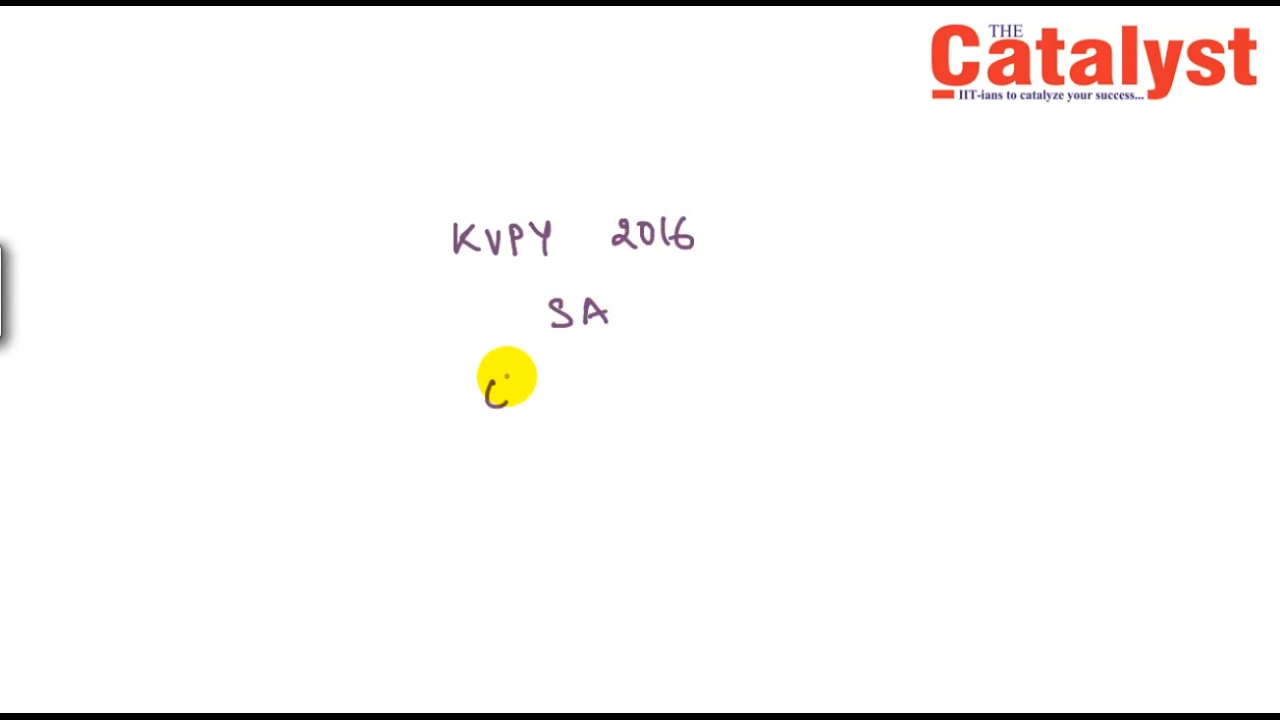 THE
Catalyst
IIT-ians to catalyze your success...
KVPY 2016
SA
C